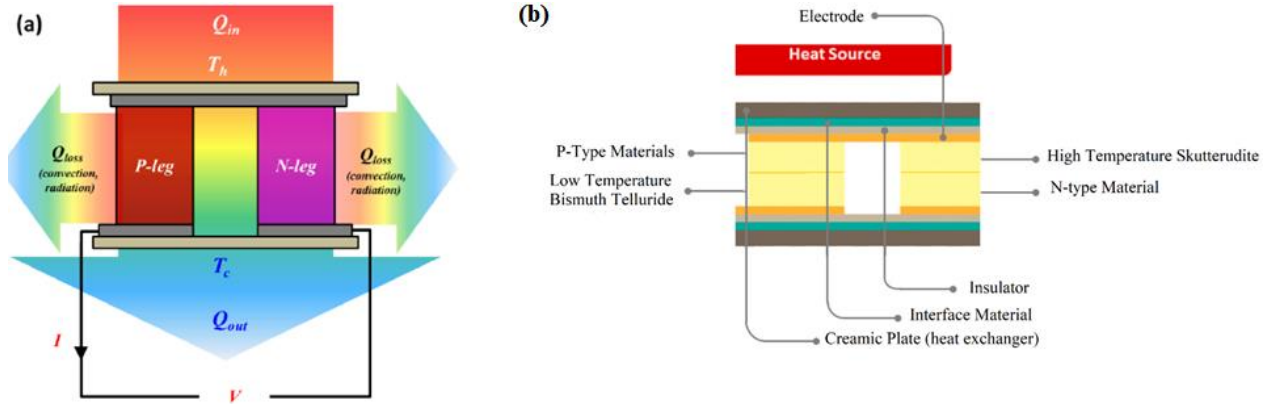 (a)
Q_in
T_h
Q_loss
(convection,
radiation)
P-leg
N-leg
Q_loss
(convection,
radiation)
T_c
Q_out
I
V
(b)
Electrode
Heat Source
P-Type Materials
Low Temperature
Bismuth Telluride
High Temperature Skutterudite
N-type Material
Insulator
Interface Material
Creamic Plate (heat exchanger)